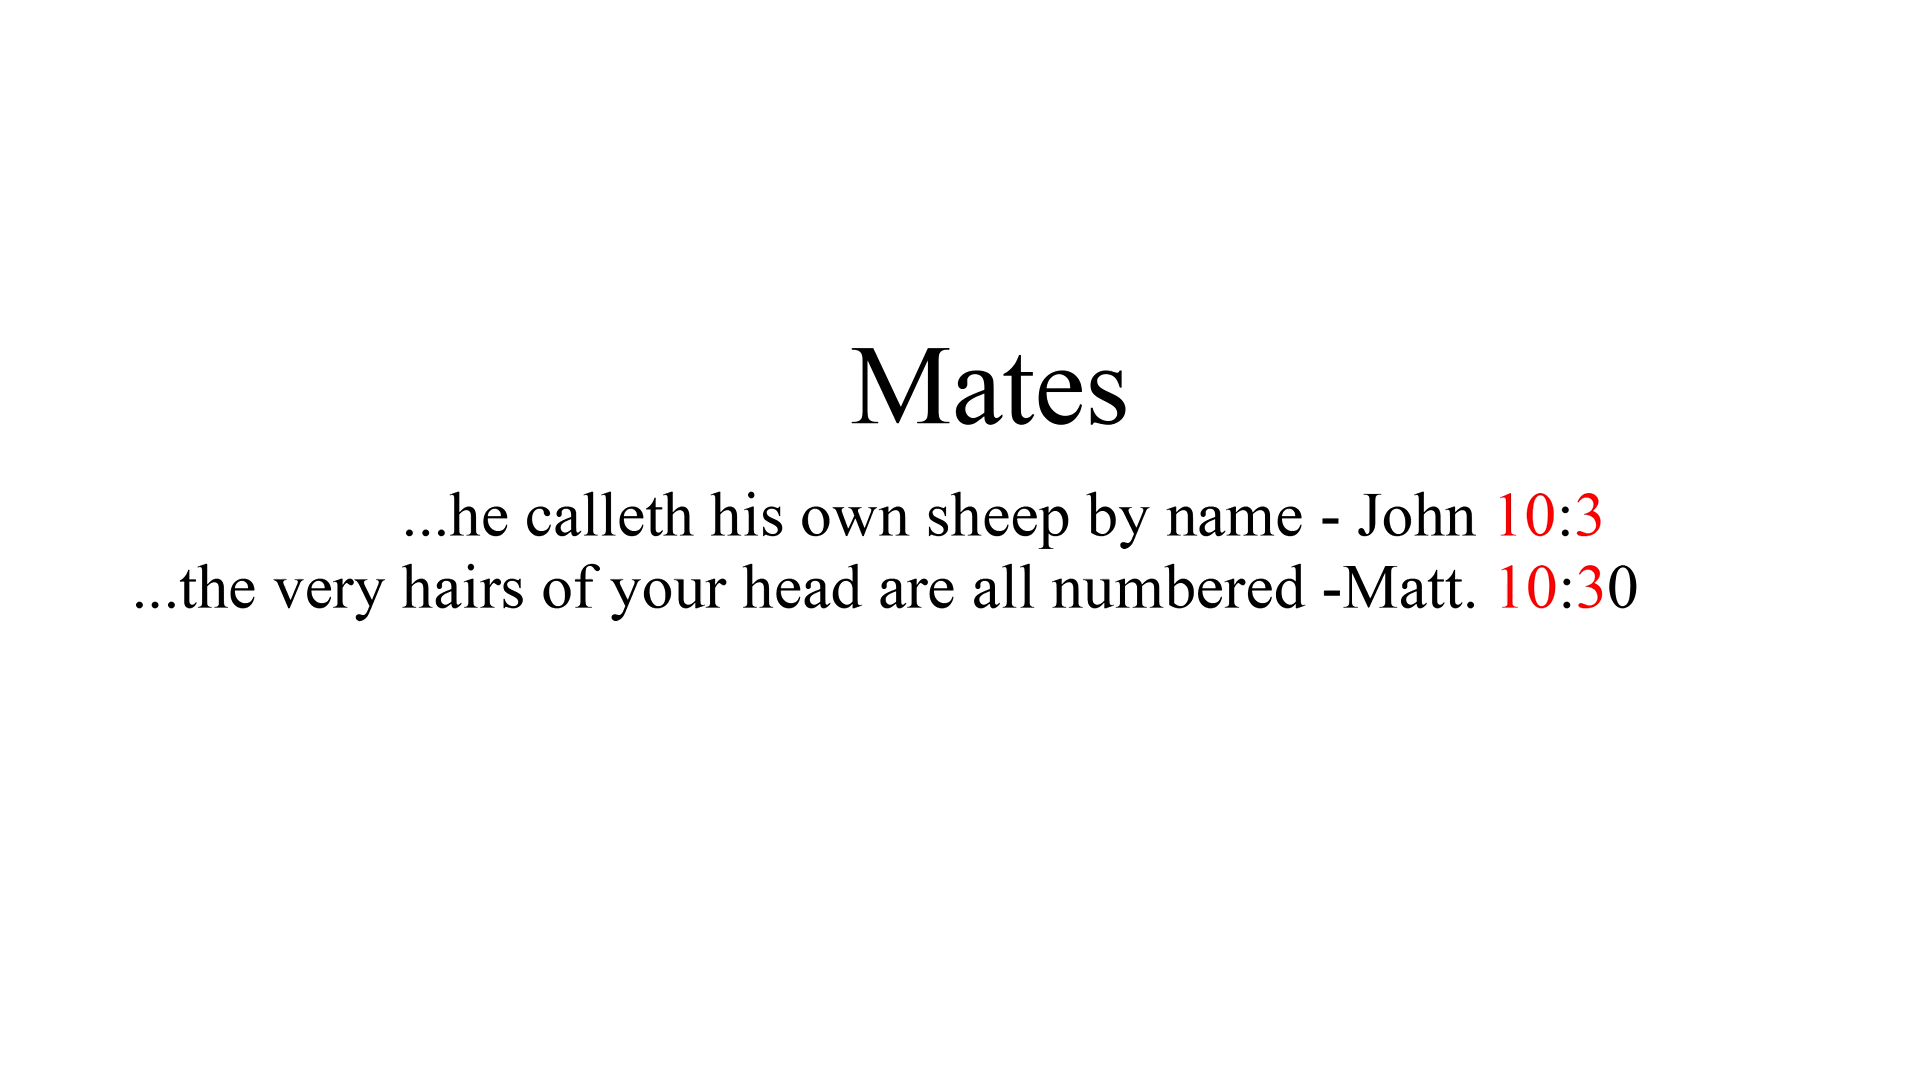 Mates
...he calleth his own sheep by name - John 10:3
...the very hairs of your head are all numbered -Matt. 10:30